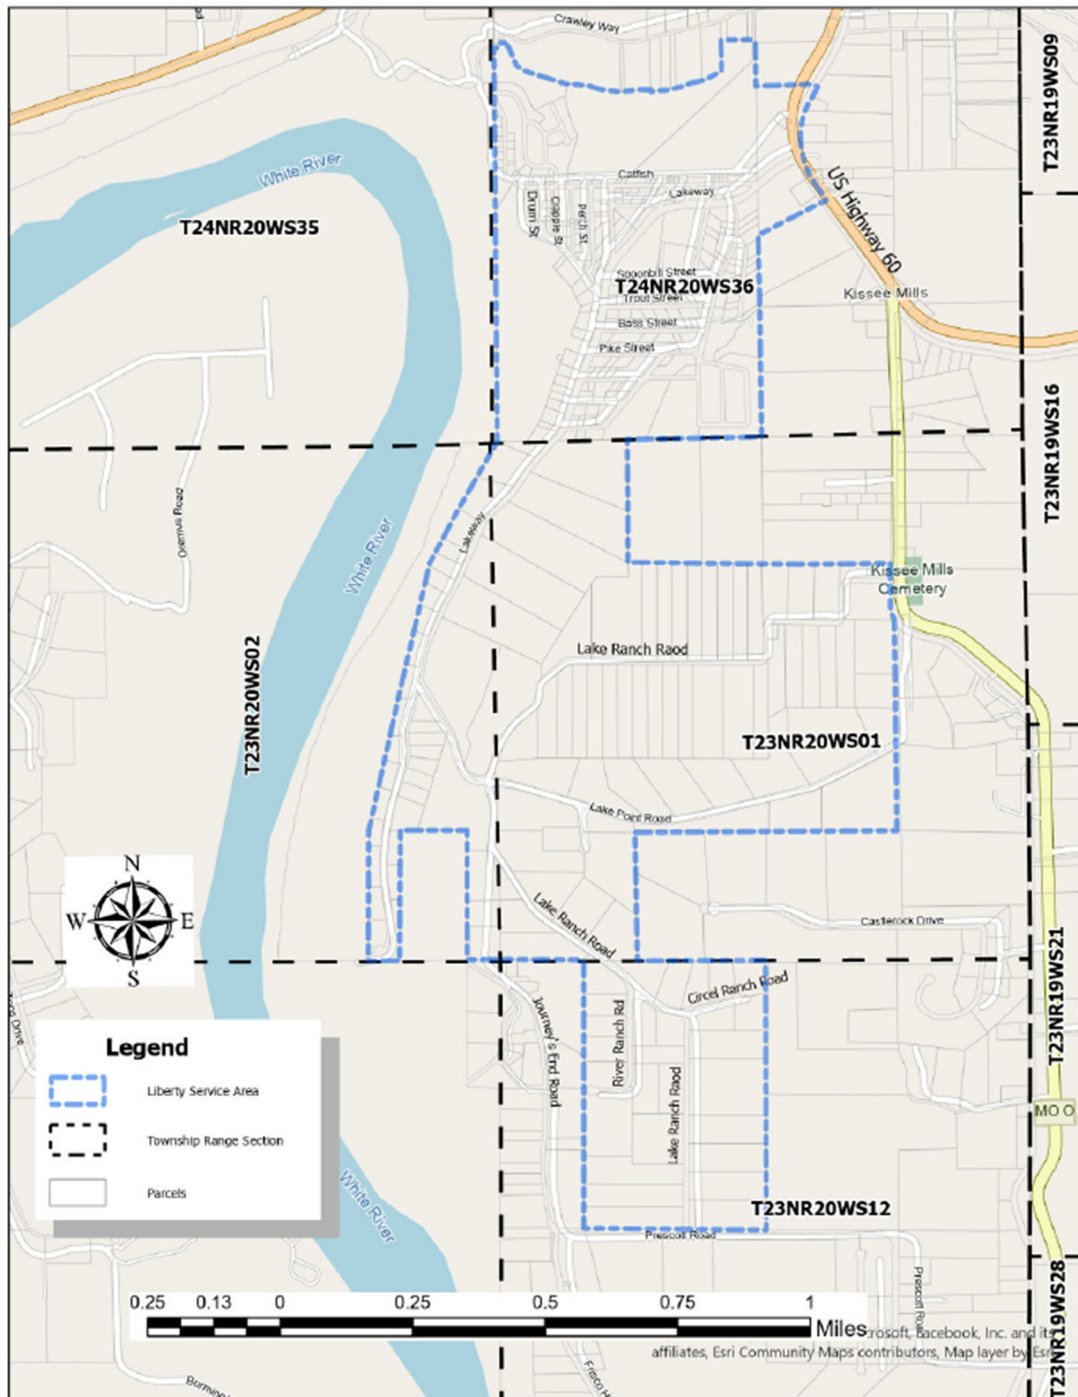 Crawley Way
T23NR19WS09
White River
T24NR20WS35
Catfish
Lakeway
Drum St
Crappie St
Perch St
US Highway 60
Spoonbill Street
T24NR20WS36
Trout Street
Kissee Mills
Bass Street
Pike Street
T23NR19WS16
Lakeway
White River
Kissee Mills
Cemetery
T23NR20WS02
Lake Ranch Raod
T23NR20WS01
Lake Point Road
N
W
E
S
Lake Ranch Road
Castlerock Drive
T23NR19WS21
Circel Ranch Road
River Ranch Rd
Journey's End Road
Lake Ranch Raod
Legend
Liberty Service Area
Township Range Section
Parcels
MO O
White River
T23NR20WS12
Prescott Road
Prescott Road
T23NR19WS28
0.25 0.13 0 0.25 0.5 0.75 1
Miles
crosoft, Facebook, Inc. and its
affiliates, Esri Community Maps contributors, Map layer by Esri